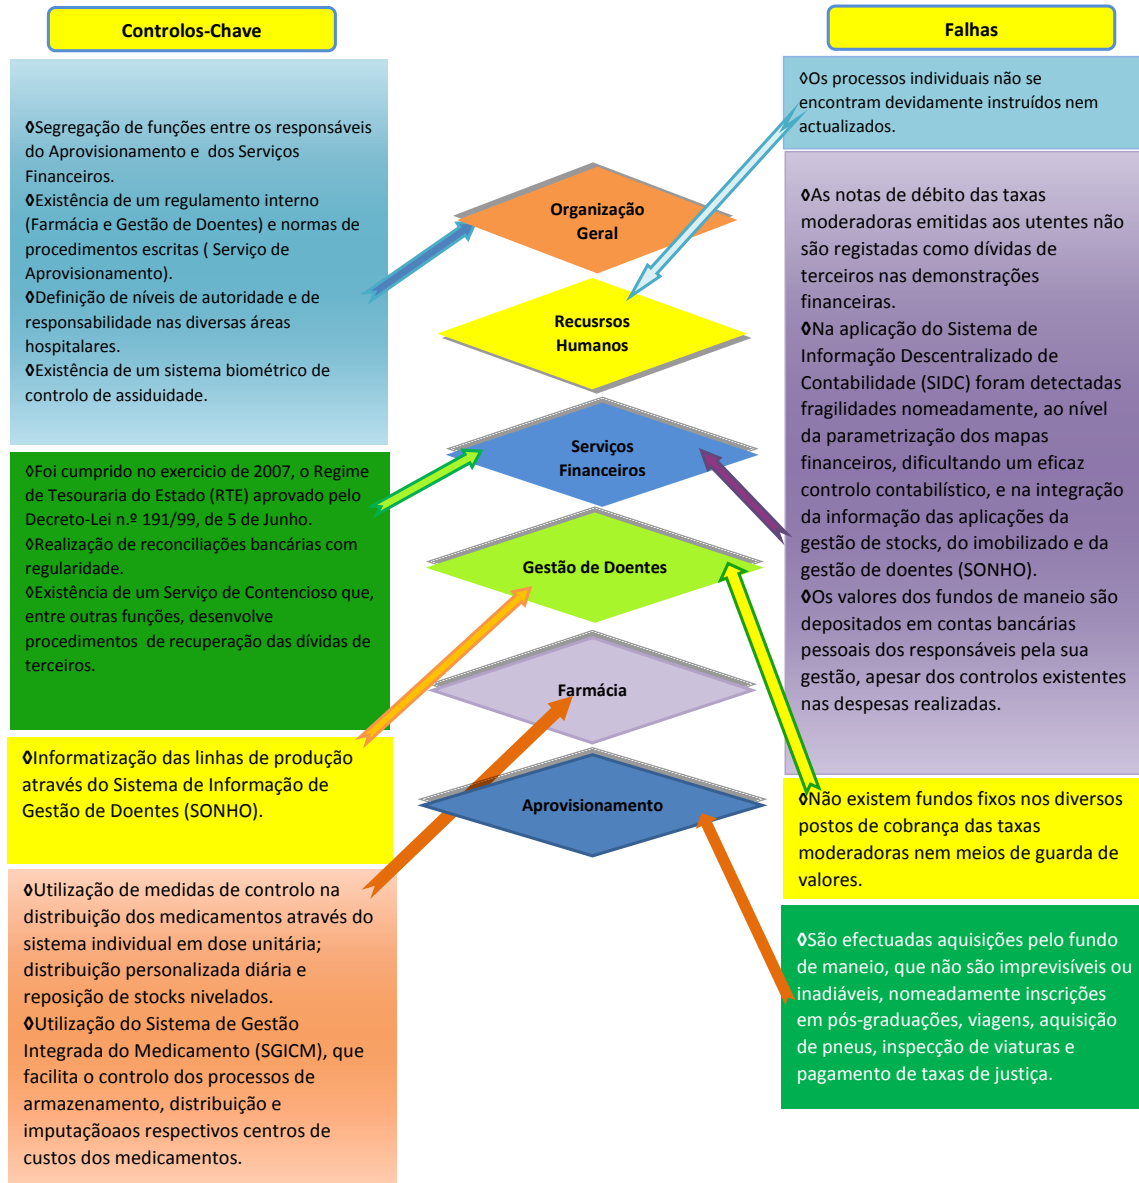 Controlos-Chave
◊Segregação de funções entre os responsáveis
do Aprovisionamento e dos Serviços
Financeiros.
◊Existência de um regulamento interno
(Farmácia e Gestão de Doentes) e normas de
procedimentos escritas ( Serviço de
Aprovisionamento).
◊Definição de níveis de autoridade e de
responsabilidade nas diversas áreas
hospitalares.
◊Existência de um sistema biométrico de
controlo de assiduidade.
◊Foi cumprido no exercicio de 2007, o Regime
de Tesouraria do Estado (RTE) aprovado pelo
Decreto-Lei n.º 191/99, de 5 de Junho.
◊Realização de reconciliações bancárias com
regularidade.
◊Existência de um Serviço de Contencioso que,
entre outras funções, desenvolve
procedimentos de recuperação das dívidas de
terceiros.
◊Informatização das linhas de produção
através do Sistema de Informação de
Gestão de Doentes (SONHO).
◊Utilização de medidas de controlo na
distribuição dos medicamentos através do
sistema individual em dose unitária;
distribuição personalizada diária e
reposição de stocks nivelados.
◊Utilização do Sistema de Gestão
Integrada do Medicamento (SGICM), que
facilita o controlo dos processos de
armazenamento, distribuição e
imputaçãoaos respectivos centros de
custos dos medicamentos.
Organização
Geral
Recusrsos
Humanos
Serviços
Financeiros
Gestão de Doentes
Farmácia
Aprovisionamento
Falhas
◊Os processos individuais não se
encontram devidamente instruídos nem
actualizados.
◊As notas de débito das taxas
moderadoras emitidas aos utentes não
são registadas como dívidas de
terceiros nas demonstrações
financeiras.
◊Na aplicação do Sistema de
Informação Descentralizado de
Contabilidade (SIDC) foram detectadas
fragilidades nomeadamente, ao nível
da parametrização dos mapas
financeiros, dificultando um eficaz
controlo contabilístico, e na integração
da informação das aplicações da
gestão de stocks, do imobilizado e da
gestão de doentes (SONHO).
◊Os valores dos fundos de maneio são
depositados em contas bancárias
pessoais dos responsáveis pela sua
gestão, apesar dos controlos existentes
nas despesas realizadas.
◊Não existem fundos fixos nos diversos
postos de cobrança das taxas
moderadoras nem meios de guarda de
valores.
◊São efectuadas aquisições pelo fundo
de maneio, que não são imprevisíveis ou
inadiáveis, nomeadamente inscrições
em pós-graduações, viagens, aquisição
de pneus, inspecção de viaturas e
pagamento de taxas de justiça.